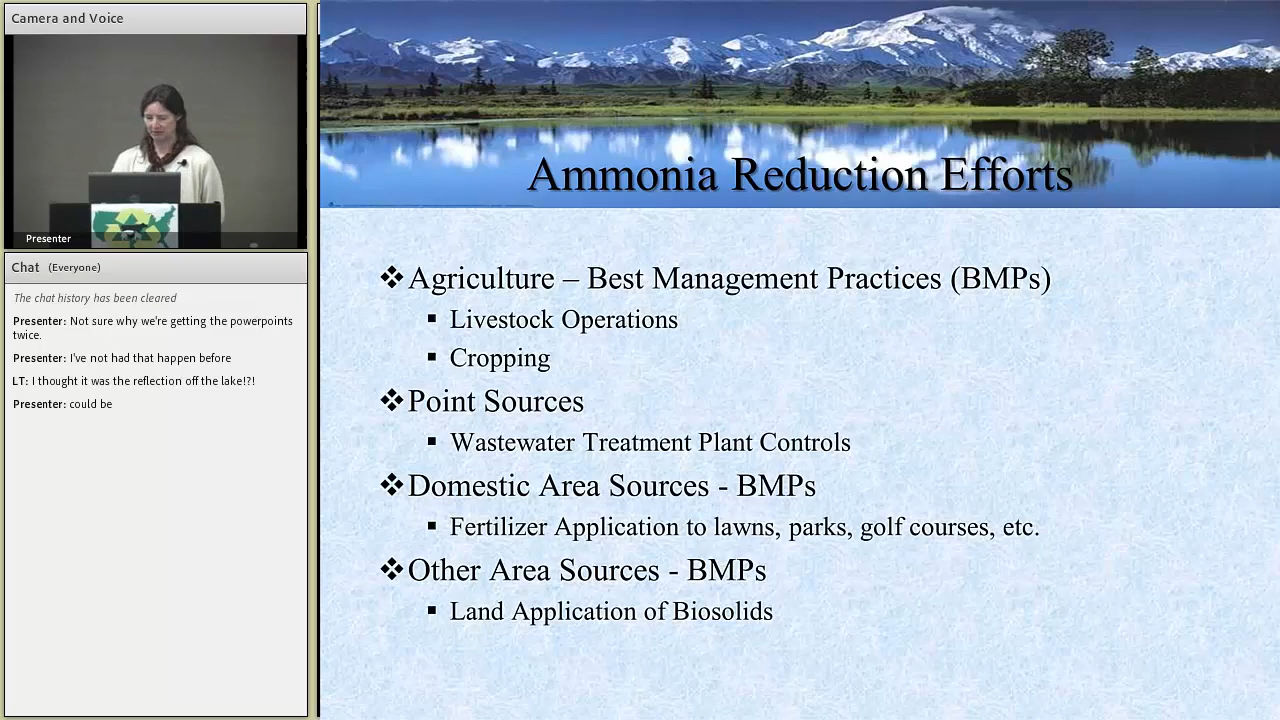 Camera and Voice
Presenter
Chat (Everyone)
The chat history has been cleared
Presenter: Not sure why we're getting the powerpoints
twice.
Presenter: I've not had that happen before
LT: I thought it was the reflection off the lake!?!
Presenter: could be
Ammonia Reduction Efforts
❖Agriculture – Best Management Practices (BMPs)
▪ Livestock Operations
▪ Cropping
❖Point Sources
▪ Wastewater Treatment Plant Controls
❖Domestic Area Sources - BMPs
▪ Fertilizer Application to lawns, parks, golf courses, etc.
❖Other Area Sources - BMPs
▪ Land Application of Biosolids